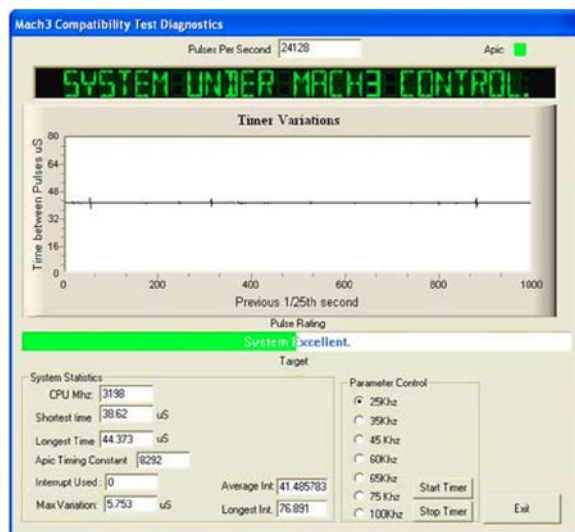 Mach3 Compatibility Test Diagnostics
Pulses Per Second 24128 Apic
SYSTEM UNDER MACH3 CONTROL.
Timer Variations
Time between Pulses uS
80
64
48
32
16
0
0 200 400 600 800 1000
Previous 1/25th second
Pulse Rating
System Excellent.
Target
System Statistics
CPU Mhz: 3198
Shortest time 38.62 uS
Longest Time 44.373 uS
Apic Timing Constant 8292
Interrupt Used : 0
Max Variation: 5.753 uS
Average Int 41.485783
Longest Int. 76.891
Parameter Control
25Khz
35Khz
45 Khz
60Khz
65Khz
75 Khz
100Khz
Start Timer
Stop Timer
Exit